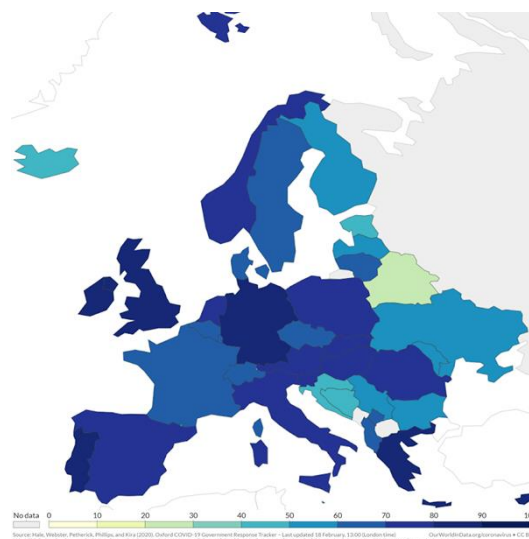 No data 0 10 20 30 40 50 60 70 80 90
Source: Hale, Webster, Petherick, Phillips, and Kira (2020). Oxford COVID-19 Government Response Tracker – Last updated 18 February, 13:00 (London time) OurWorldInData.org/coronavirus • CC